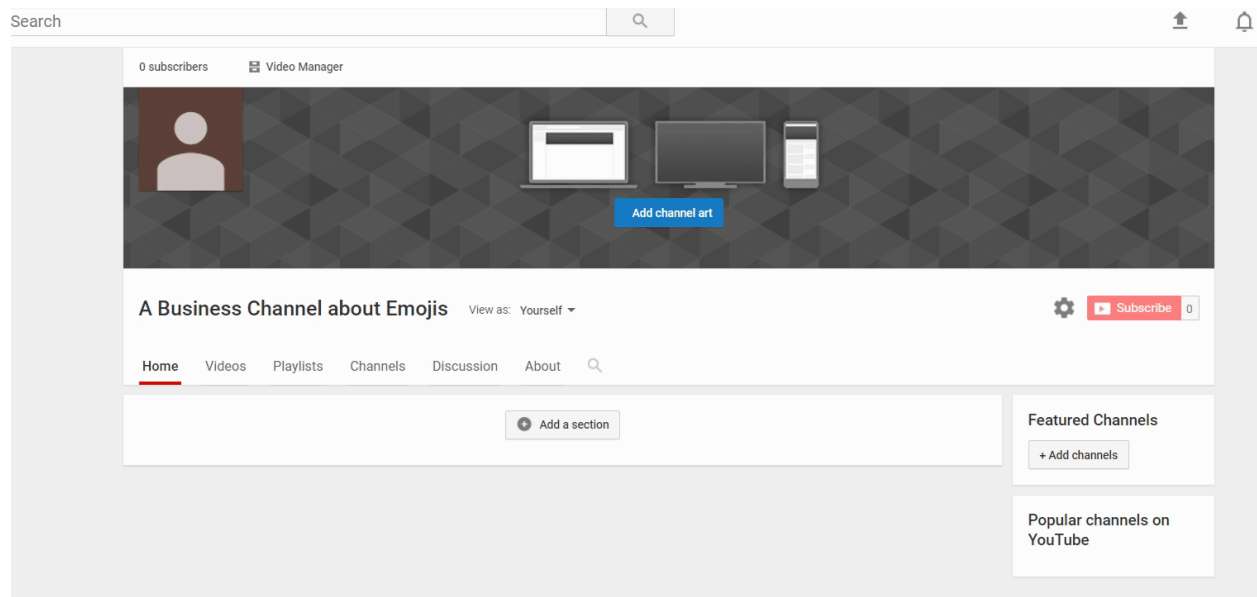 Search
0 subscribers Video Manager
Add channel art
A Business Channel about Emojis View as: Yourself
Subscribe 0
Home Videos Playlists Channels Discussion About
Add a section
Featured Channels
+ Add channels
Popular channels on
YouTube